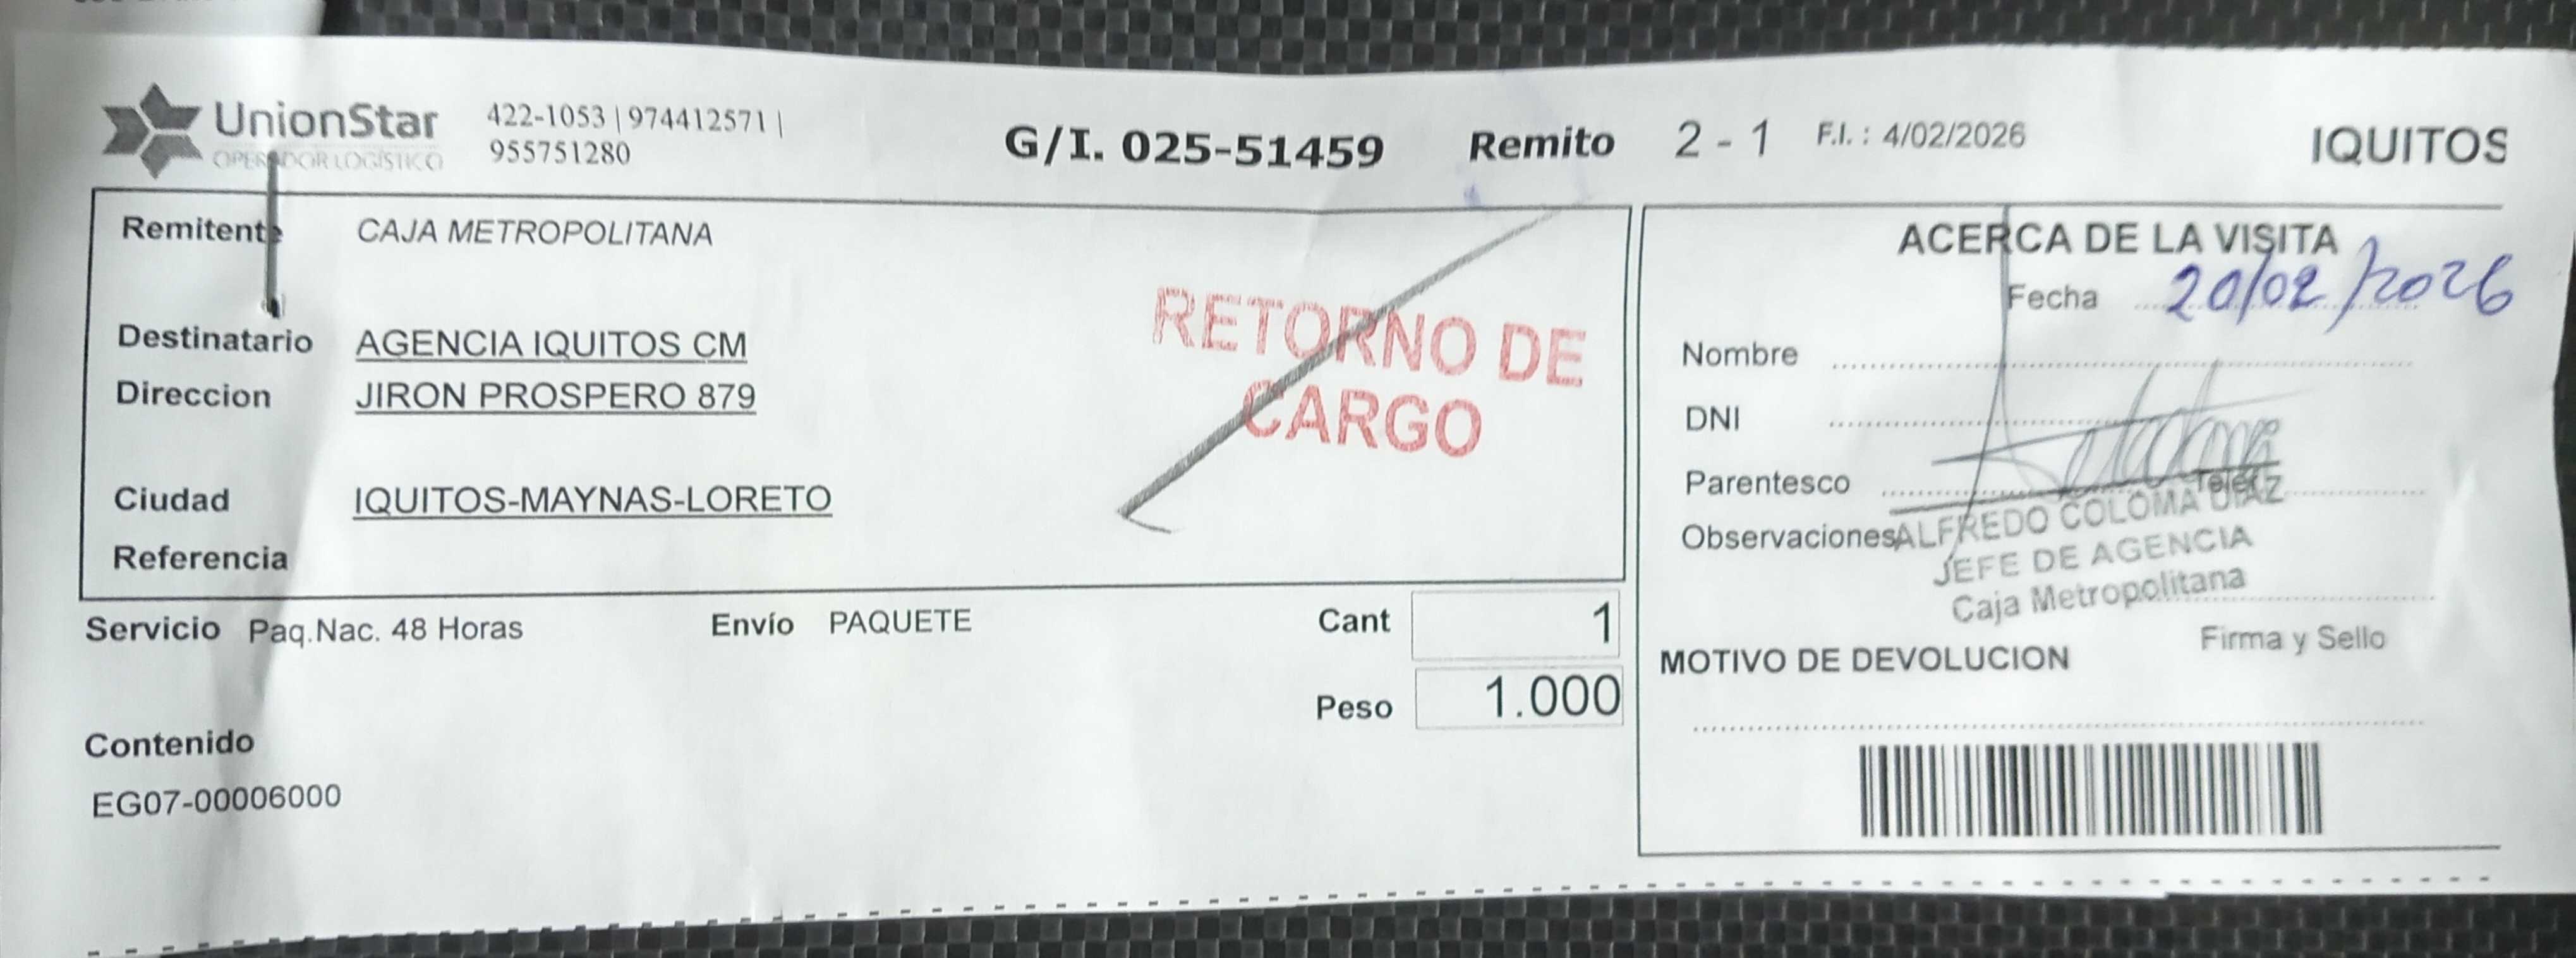 UnionStar
OPERADOR LOGÍSTICO
422-1053 | 974412571 |
955751280
G/I. 025-51459 Remito 2 - 1 F.I. : 4/02/2026 IQUITOS
Remitente CAJA METROPOLITANA
Destinatario AGENCIA IQUITOS CM
Direccion JIRON PROSPERO 879
Ciudad IQUITOS-MAYNAS-LORETO
Referencia
RETORNO DE
CARGO
Servicio Paq.Nac. 48 Horas Envío PAQUETE Cant 1
Peso 1.000
Contenido
EG07-00006000
ACERCA DE LA VISITA
Fecha 20/02/2026
Nombre
DNI
Parentesco
Observaciones
ALFREDO COLOMA DIAZ
JEFE DE AGENCIA
Caja Metropolitana
Firma y Sello
MOTIVO DE DEVOLUCION